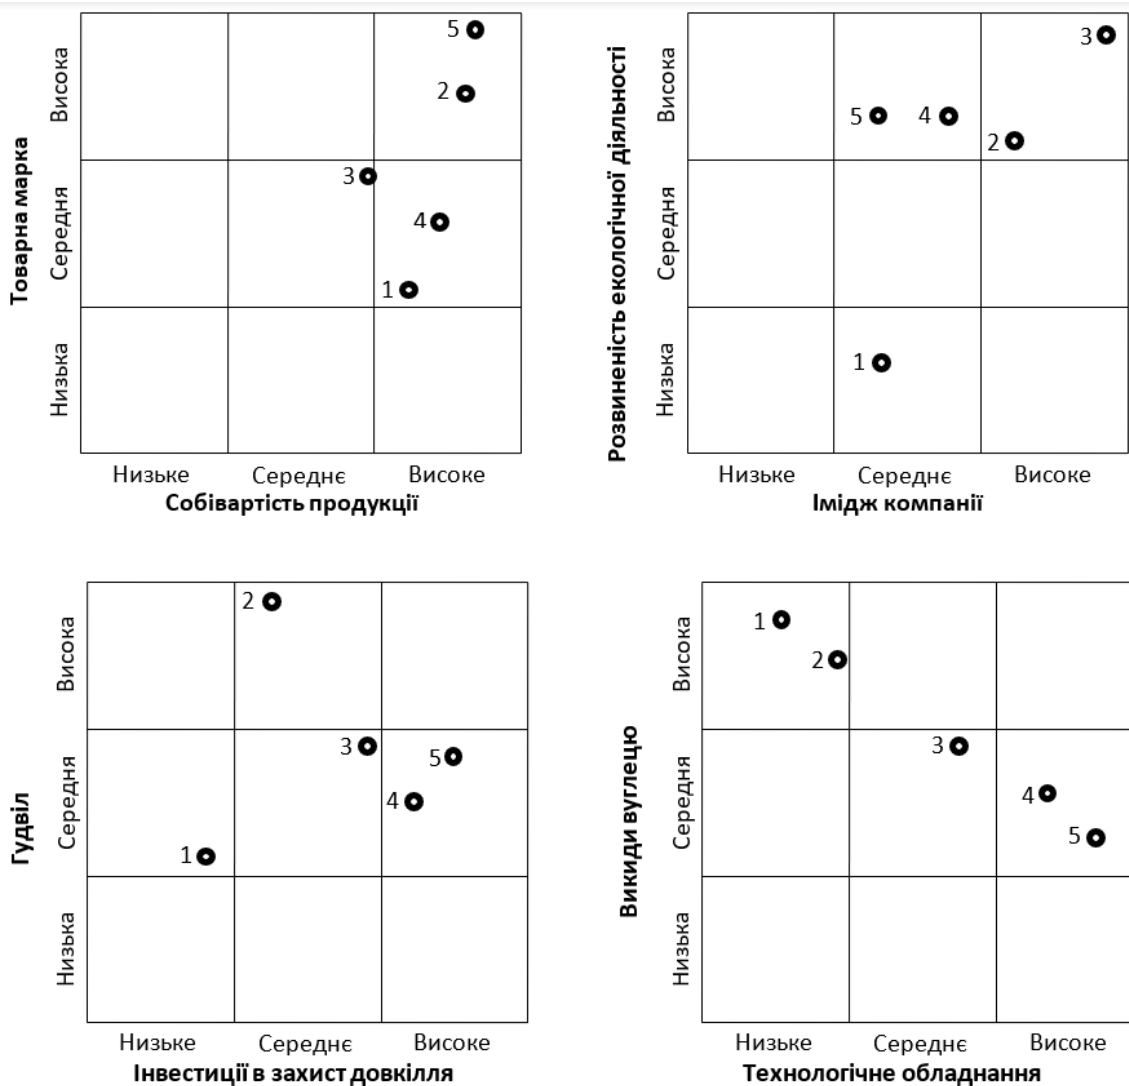 Товарна марка
Висока
Середня
Низька
5
2
3
4
1
Низьке
Середнє
Високе
Собівартість продукції
Розвиненість екологічної діяльності
Висока
Середня
Низька
3
5
4
2
1
Низьке
Середнє
Високе
Імідж компанії
Гудвіл
Висока
Середня
Низька
2
3
5
4
1
Низьке
Середнє
Високе
Інвестиції в захист довкілля
Викиди вуглецю
Висока
Середня
Низька
1
2
3
4
5
Низьке
Середнє
Високе
Технологічне обладнання